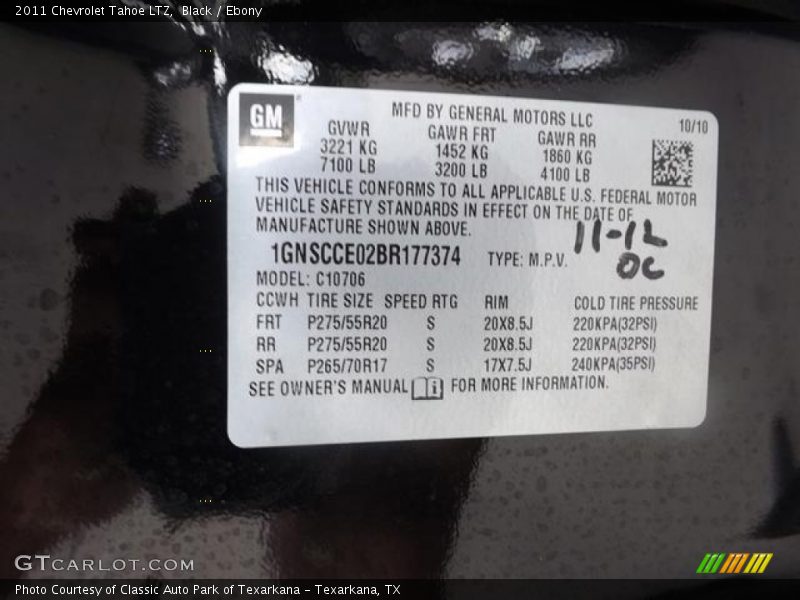 2011 Chevrolet Tahoe LTZ, Black / Ebony
GM
MFD BY GENERAL MOTORS LLC 10/10
GVWR GAWR FRT GAWR RR
3221 KG 1452 KG 1860 KG
7100 LB 3200 LB 4100 LB
THIS VEHICLE CONFORMS TO ALL APPLICABLE U.S. FEDERAL MOTOR
VEHICLE SAFETY STANDARDS IN EFFECT ON THE DATE OF
MANUFACTURE SHOWN ABOVE.
11-12
OC
1GNSCCE02BR177374 TYPE: M.P.V.
MODEL: C10706
CCWH TIRE SIZE SPEED RTG RIM COLD TIRE PRESSURE
FRT P275/55R20 S 20X8.5J 220KPA(32PSI)
RR P275/55R20 S 20X8.5J 220KPA(32PSI)
SPA P265/70R17 S 17X7.5J 240KPA(35PSI)
SEE OWNER'S MANUAL FOR MORE INFORMATION.
GTCARLOT.COM
Photo Courtesy of Classic Auto Park of Texarkana - Texarkana, TX